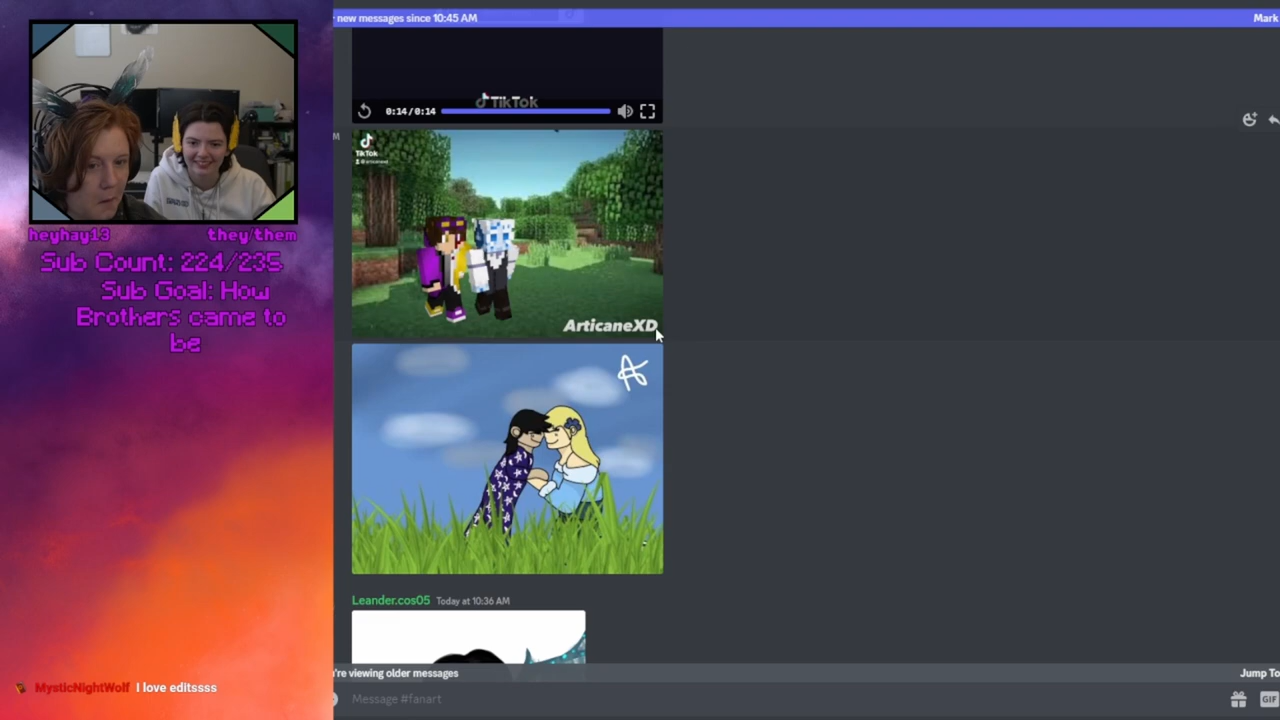 new messages since 10:45 AM
Mark
TikTok
0:14/0:14
TikTok
ArticaneXD
heyhay13
they/them
Sub Count: 224/235
Sub Goal: How
Brothers came to
be
Leander.cos05 Today at 10:36 AM
're viewing older messages
Jump To
MysticNightWolf I love editssss
Message #fanart
GIF